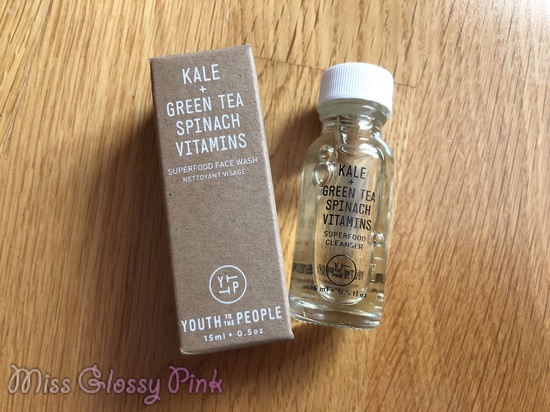 KALE
+
GREEN TEA
SPINACH
VITAMINS
SUPERFOOD FACE WASH
NETTOYANT VISAGE
Y
T
T
P
YOUTH TO THE PEOPLE
15ml • 0.5oz
KALE
+
GREEN TEA
SPINACH
VITAMINS
SUPERFOOD
CLEANSER
Miss Glossy Pink